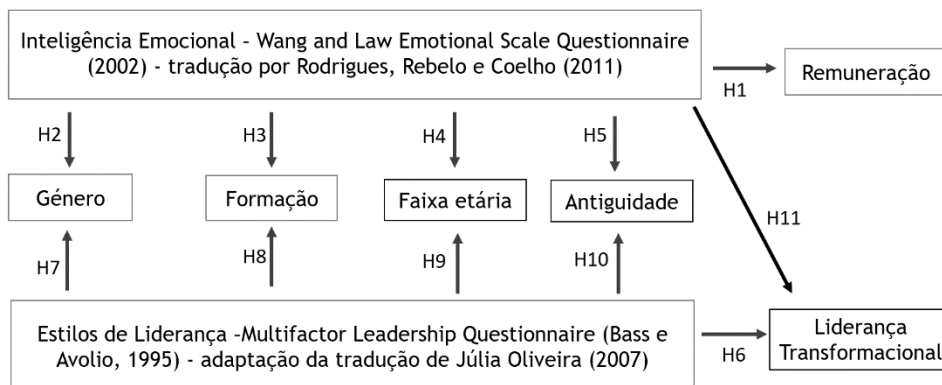 Inteligência Emocional – Wang and Law Emotional Scale Questionnaire
(2002) - tradução por Rodrigues, Rebelo e Coelho (2011)
H1
Remuneração
H2
H3
H4
H5
Género
Formação
Faixa etária
Antiguidade
H11
H7
H8
H9
H10
Estilos de Liderança –Multifactor Leadership Questionnaire (Bass e
Avolio, 1995) - adaptação da tradução de Júlia Oliveira (2007)
H6
Liderança
Transformacional